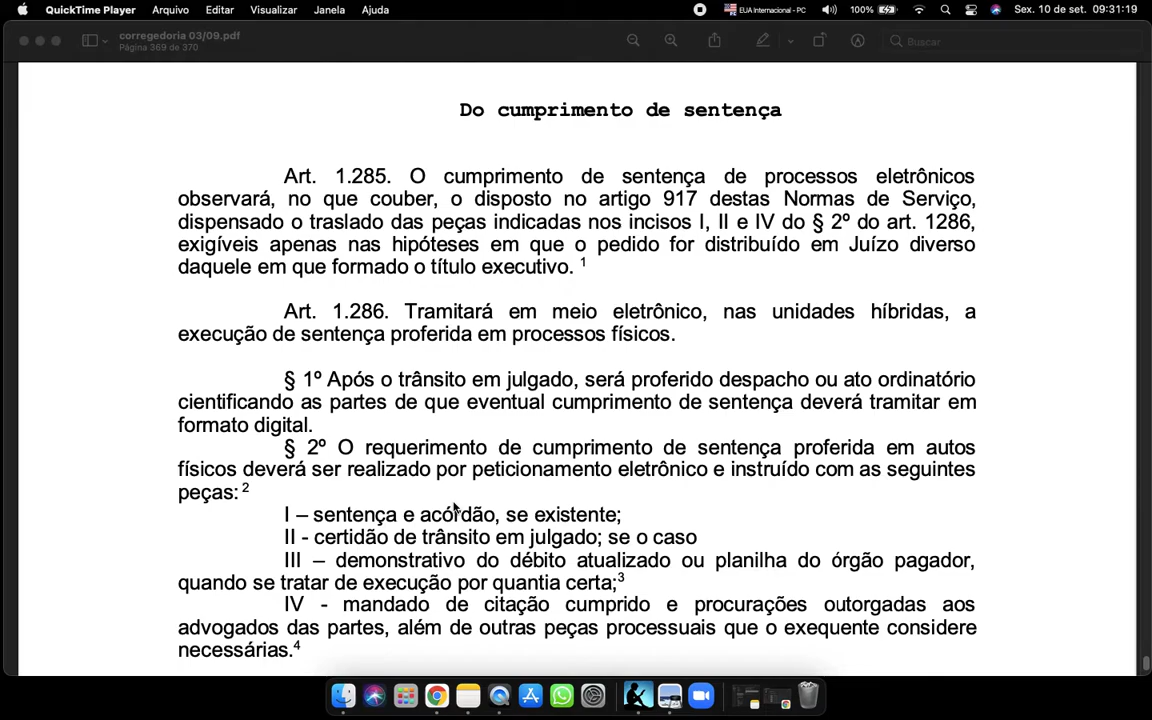 QuickTime Player Arquivo Editar Visualizar Janela Ajuda EUA Internacional - PC 100% Sex. 10 de set. 09:31:19
corregedoria 03/09.pdf
Página 369 de 370
Buscar
Do cumprimento de sentença
Art. 1.285. O cumprimento de sentença de processos eletrônicos
observará, no que couber, o disposto no artigo 917 destas Normas de Serviço,
dispensado o traslado das peças indicadas nos incisos I, II e IV do § 2º do art. 1286,
exigíveis apenas nas hipóteses em que o pedido for distribuído em Juízo diverso
daquele em que formado o título executivo. 1
Art. 1.286. Tramitará em meio eletrônico, nas unidades híbridas, a
execução de sentença proferida em processos físicos.
§ 1º Após o trânsito em julgado, será proferido despacho ou ato ordinatório
cientificando as partes de que eventual cumprimento de sentença deverá tramitar em
formato digital.
§ 2º O requerimento de cumprimento de sentença proferida em autos
físicos deverá ser realizado por peticionamento eletrônico e instruído com as seguintes
peças: 2
I – sentença e acórdão, se existente;
II - certidão de trânsito em julgado; se o caso
III – demonstrativo do débito atualizado ou planilha do órgão pagador,
quando se tratar de execução por quantia certa;3
IV - mandado de citação cumprido e procurações outorgadas aos
advogados das partes, além de outras peças processuais que o exequente considere
necessárias.4